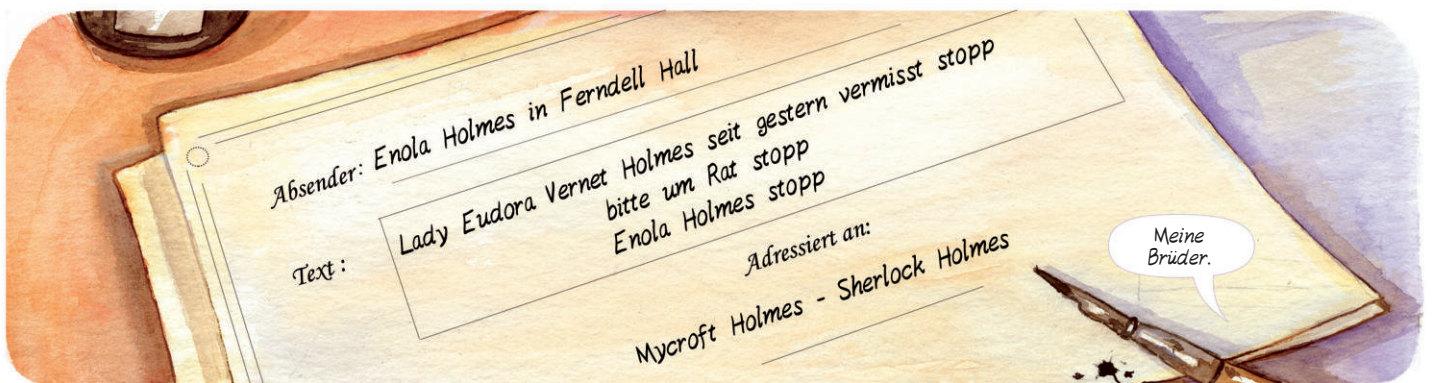 Absender: Enola Holmes in Ferndell Hall
Text: Lady Eudora Vernet Holmes seit gestern vermisst stopp
bitte um Rat stopp
Enola Holmes stopp
Adressiert an:
Mycroft Holmes - Sherlock Holmes
Meine
Brüder.